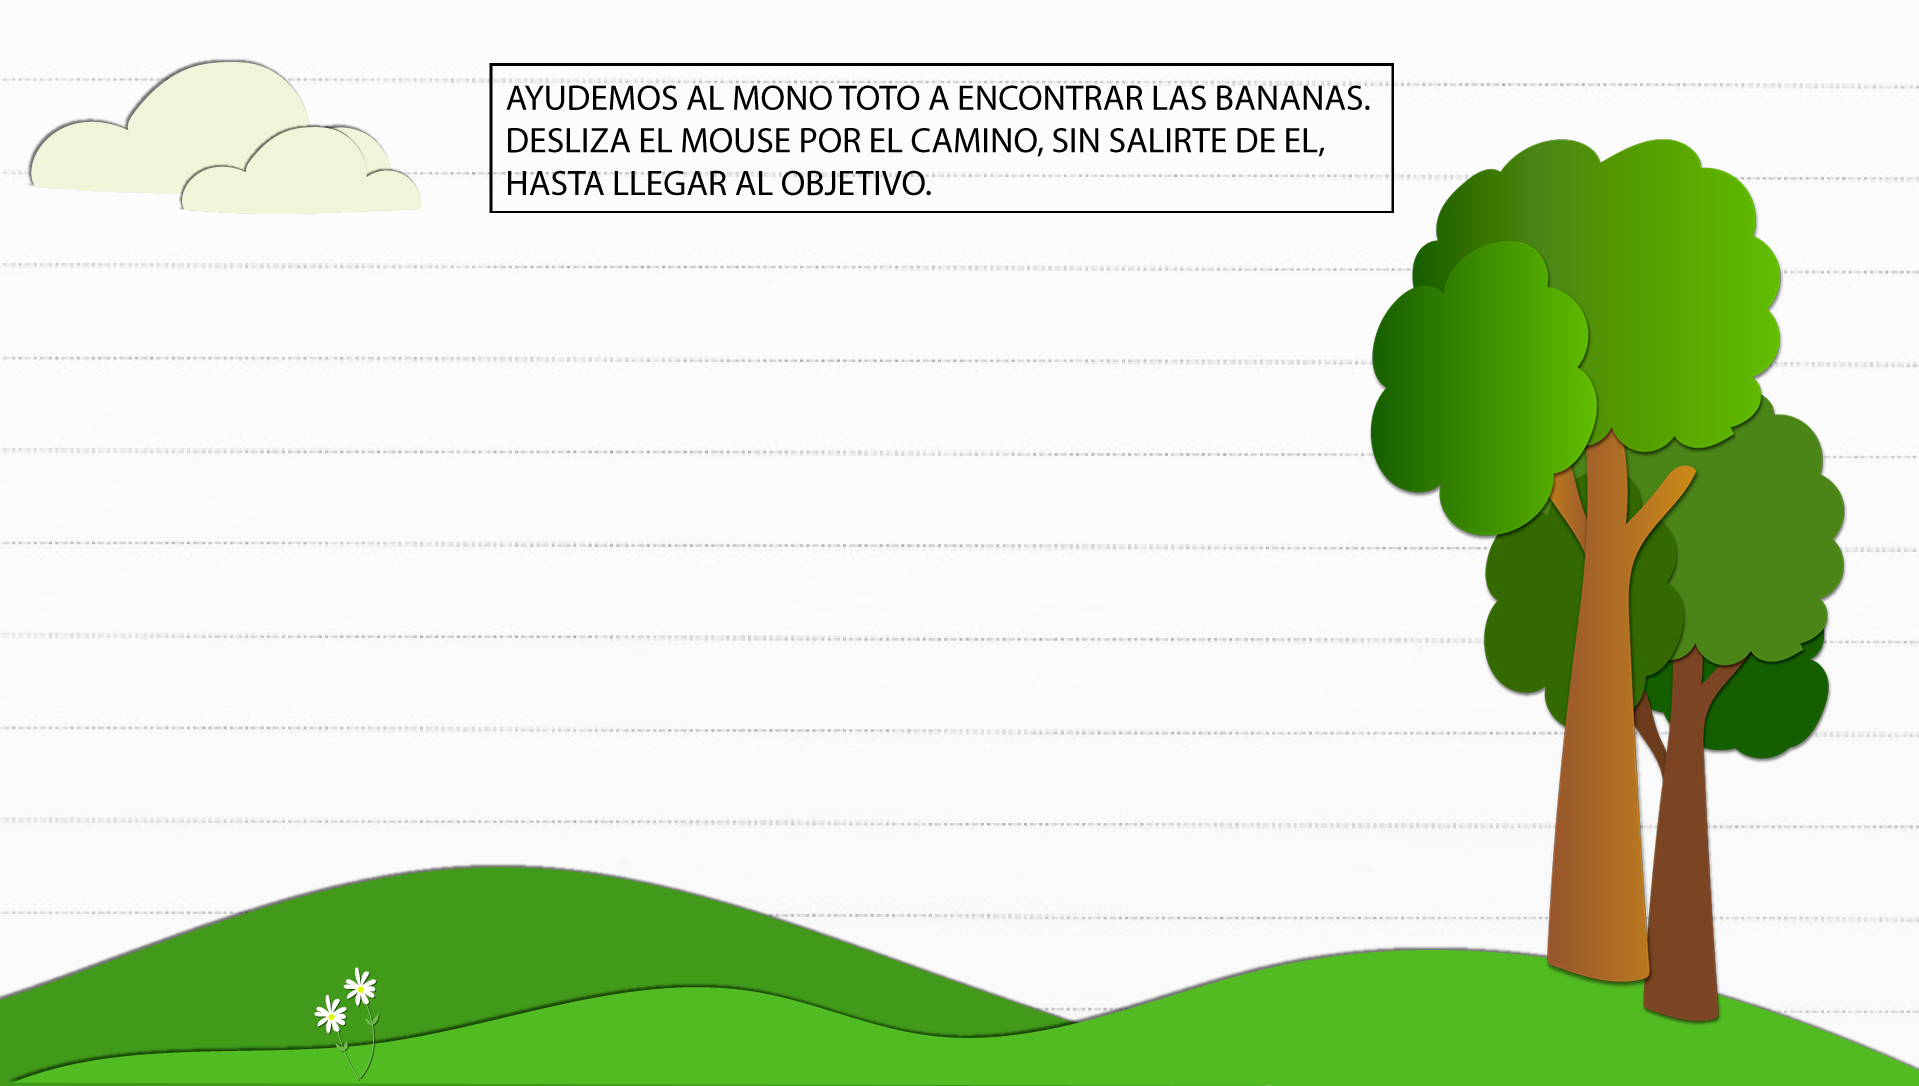 AYUDEMOS AL MONO TOTO A ENCONTRAR LAS BANANAS.
DESLIZA EL MOUSE POR EL CAMINO, SIN SALIRTE DE EL,
HASTA LLEGAR AL OBJETIVO.